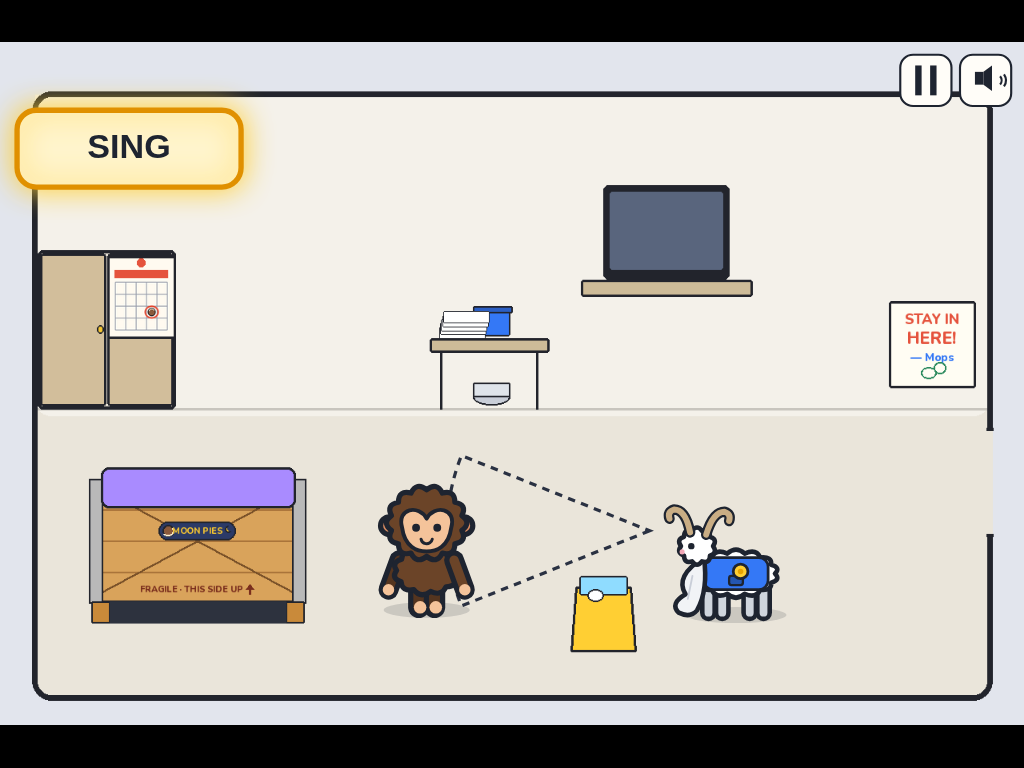 SING
STAY IN
HERE!
— Mops
MOON PIES
FRAGILE · THIS SIDE UP